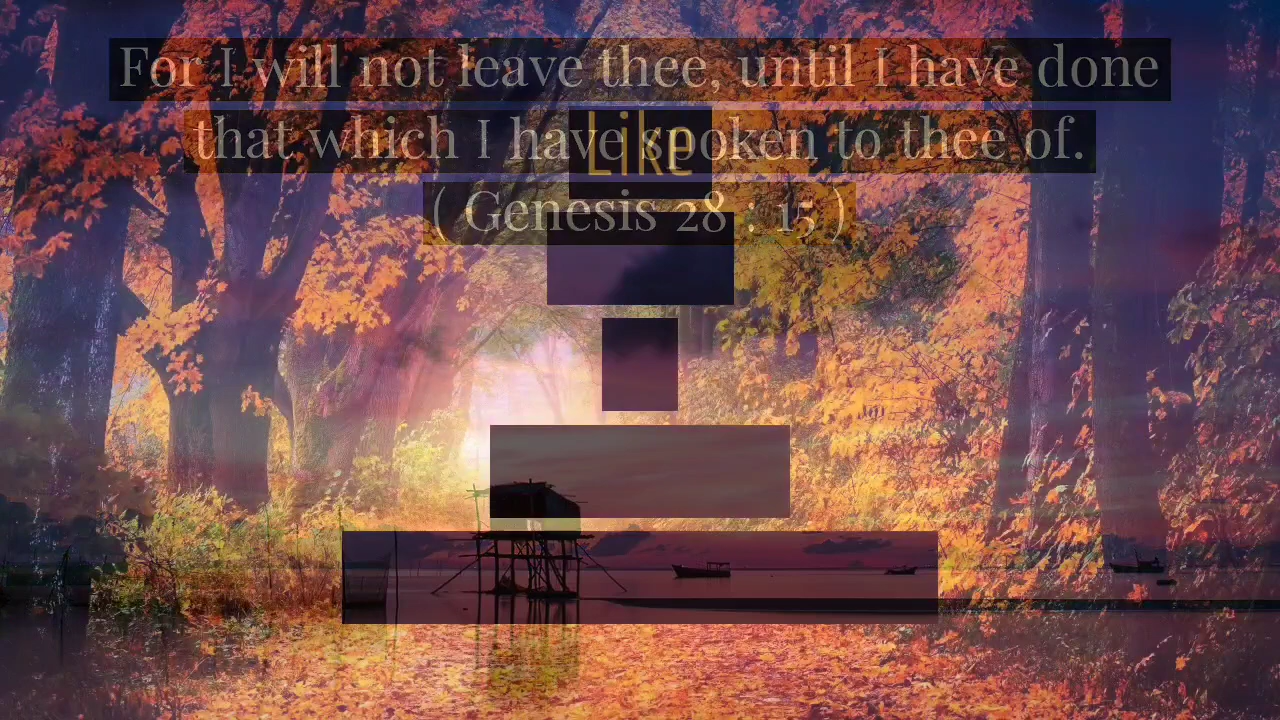 For I will not leave thee, until I have done
that which I have spoken to thee of.
Like
( Genesis 28 : 15 )